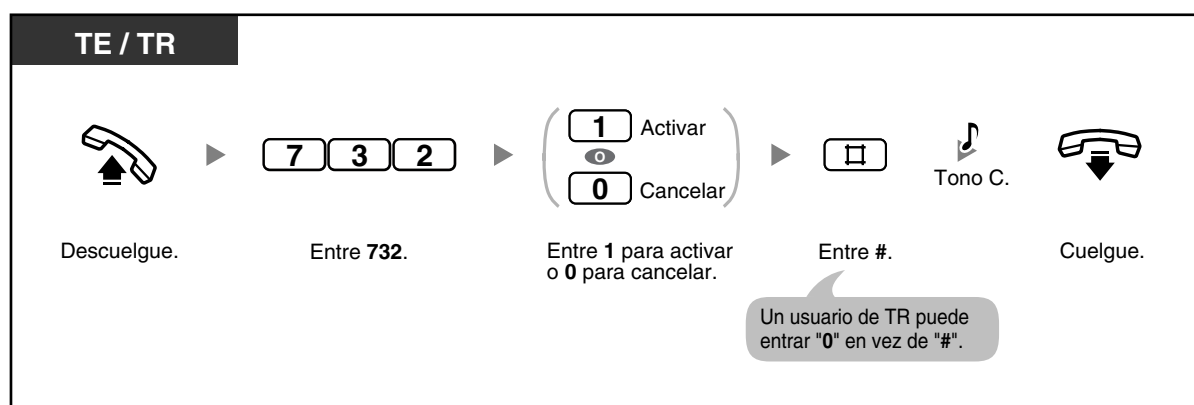 TE / TR
7 3 2
1 Activar
o
0 Cancelar
#
Tono C.
Descuelgue.
Entre 732.
Entre 1 para activar
o 0 para cancelar.
Entre #.
Cuelgue.
Un usuario de TR puede
entrar "0" en vez de "#".